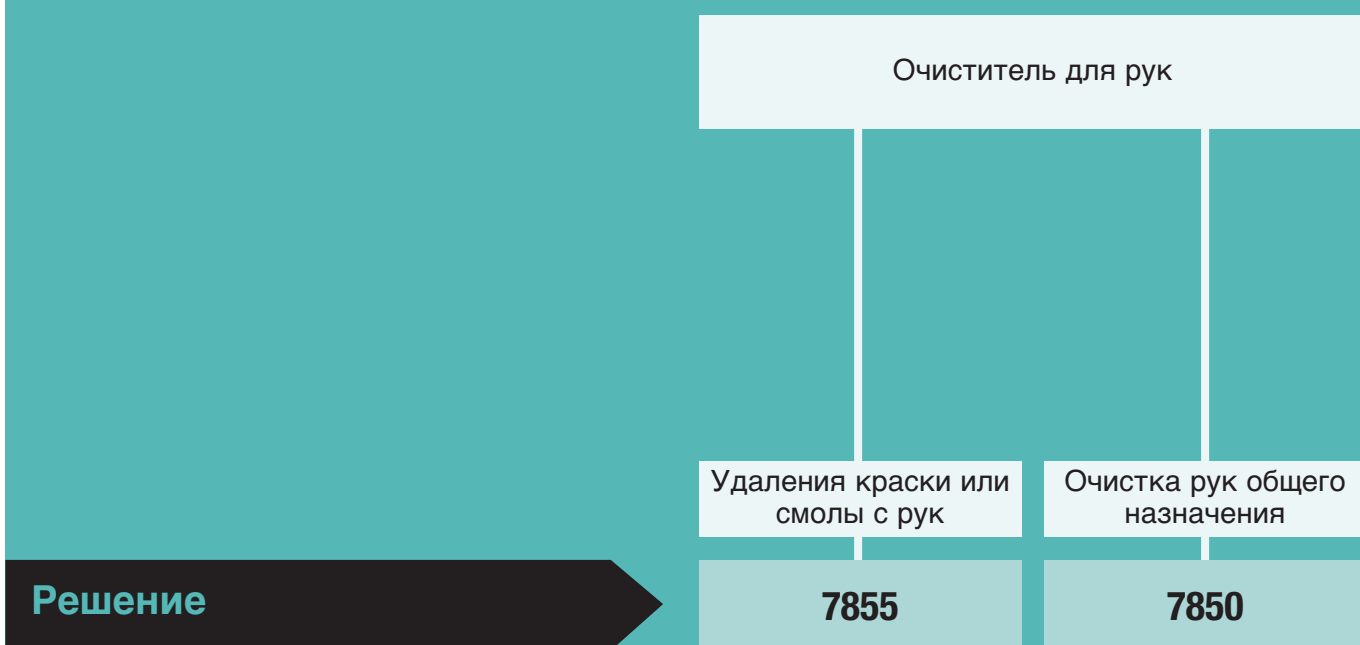 Очиститель для рук
Удаления краски или
смолы с рук
Очистка рук общего
назначения
Решение
7855
7850